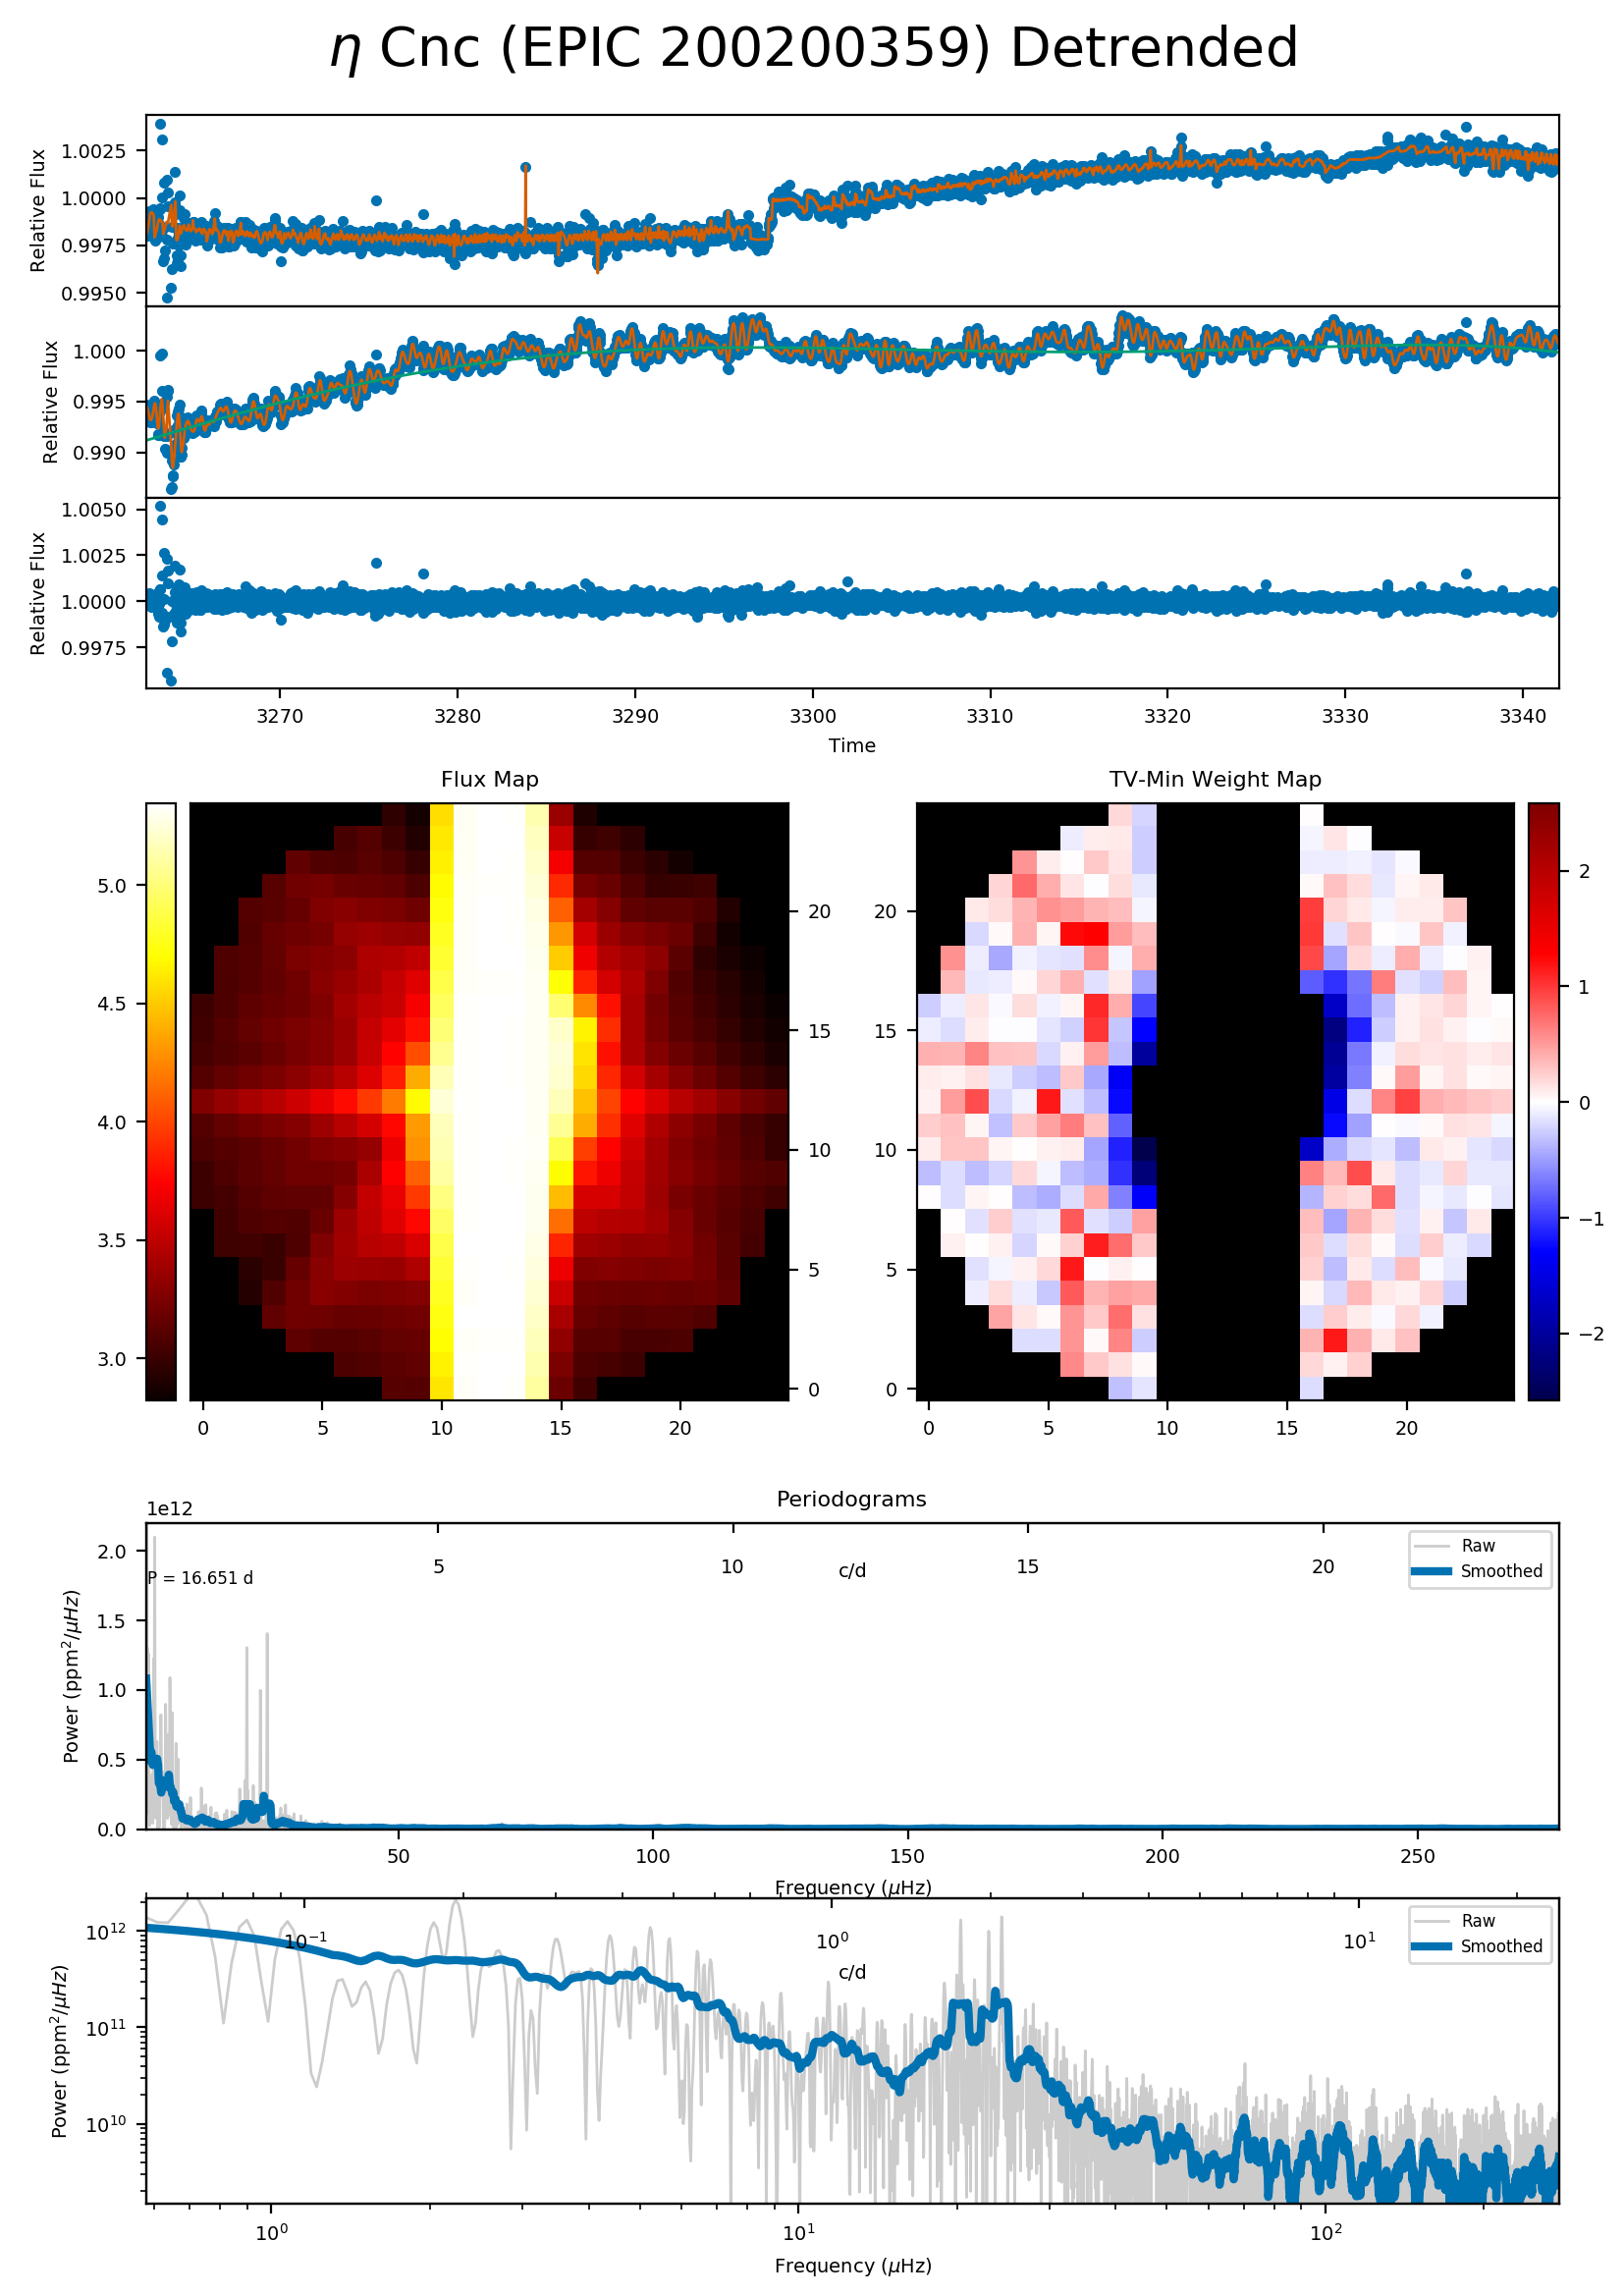 η Cnc (EPIC 200200359) Detrended
Relative Flux
1.0025
1.0000
0.9975
0.9950
Relative Flux
1.000
0.995
0.990
Relative Flux
1.0050
1.0025
1.0000
0.9975
3270 3280 3290 3300 3310 3320 3330 3340
Time
Flux Map
5.0
4.5
4.0
3.5
3.0
20
15
10
5
0
0 5 10 15 20
TV-Min Weight Map
20
15
10
5
0
0 5 10 15 20
2
1
0
−1
−2
Periodograms
1e12
5 10 15 20
c/d
P = 16.651 d
Raw
Smoothed
Power (ppm²/μHz)
2.0
1.5
1.0
0.5
0.0
50 100 150 200 250
Frequency (μHz)
10⁻¹ 10⁰ 10¹
c/d
Raw
Smoothed
Power (ppm²/μHz)
10¹²
10¹¹
10¹⁰
10⁰ 10¹ 10²
Frequency (μHz)